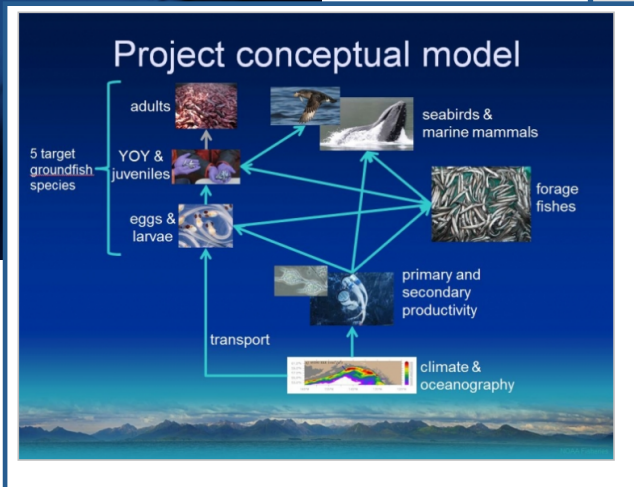 Project conceptual model
adults
seabirds &
marine mammals
5 target
groundfish
species
YOY &
juveniles
forage
fishes
eggs &
larvae
primary and
secondary
productivity
transport
climate &
oceanography